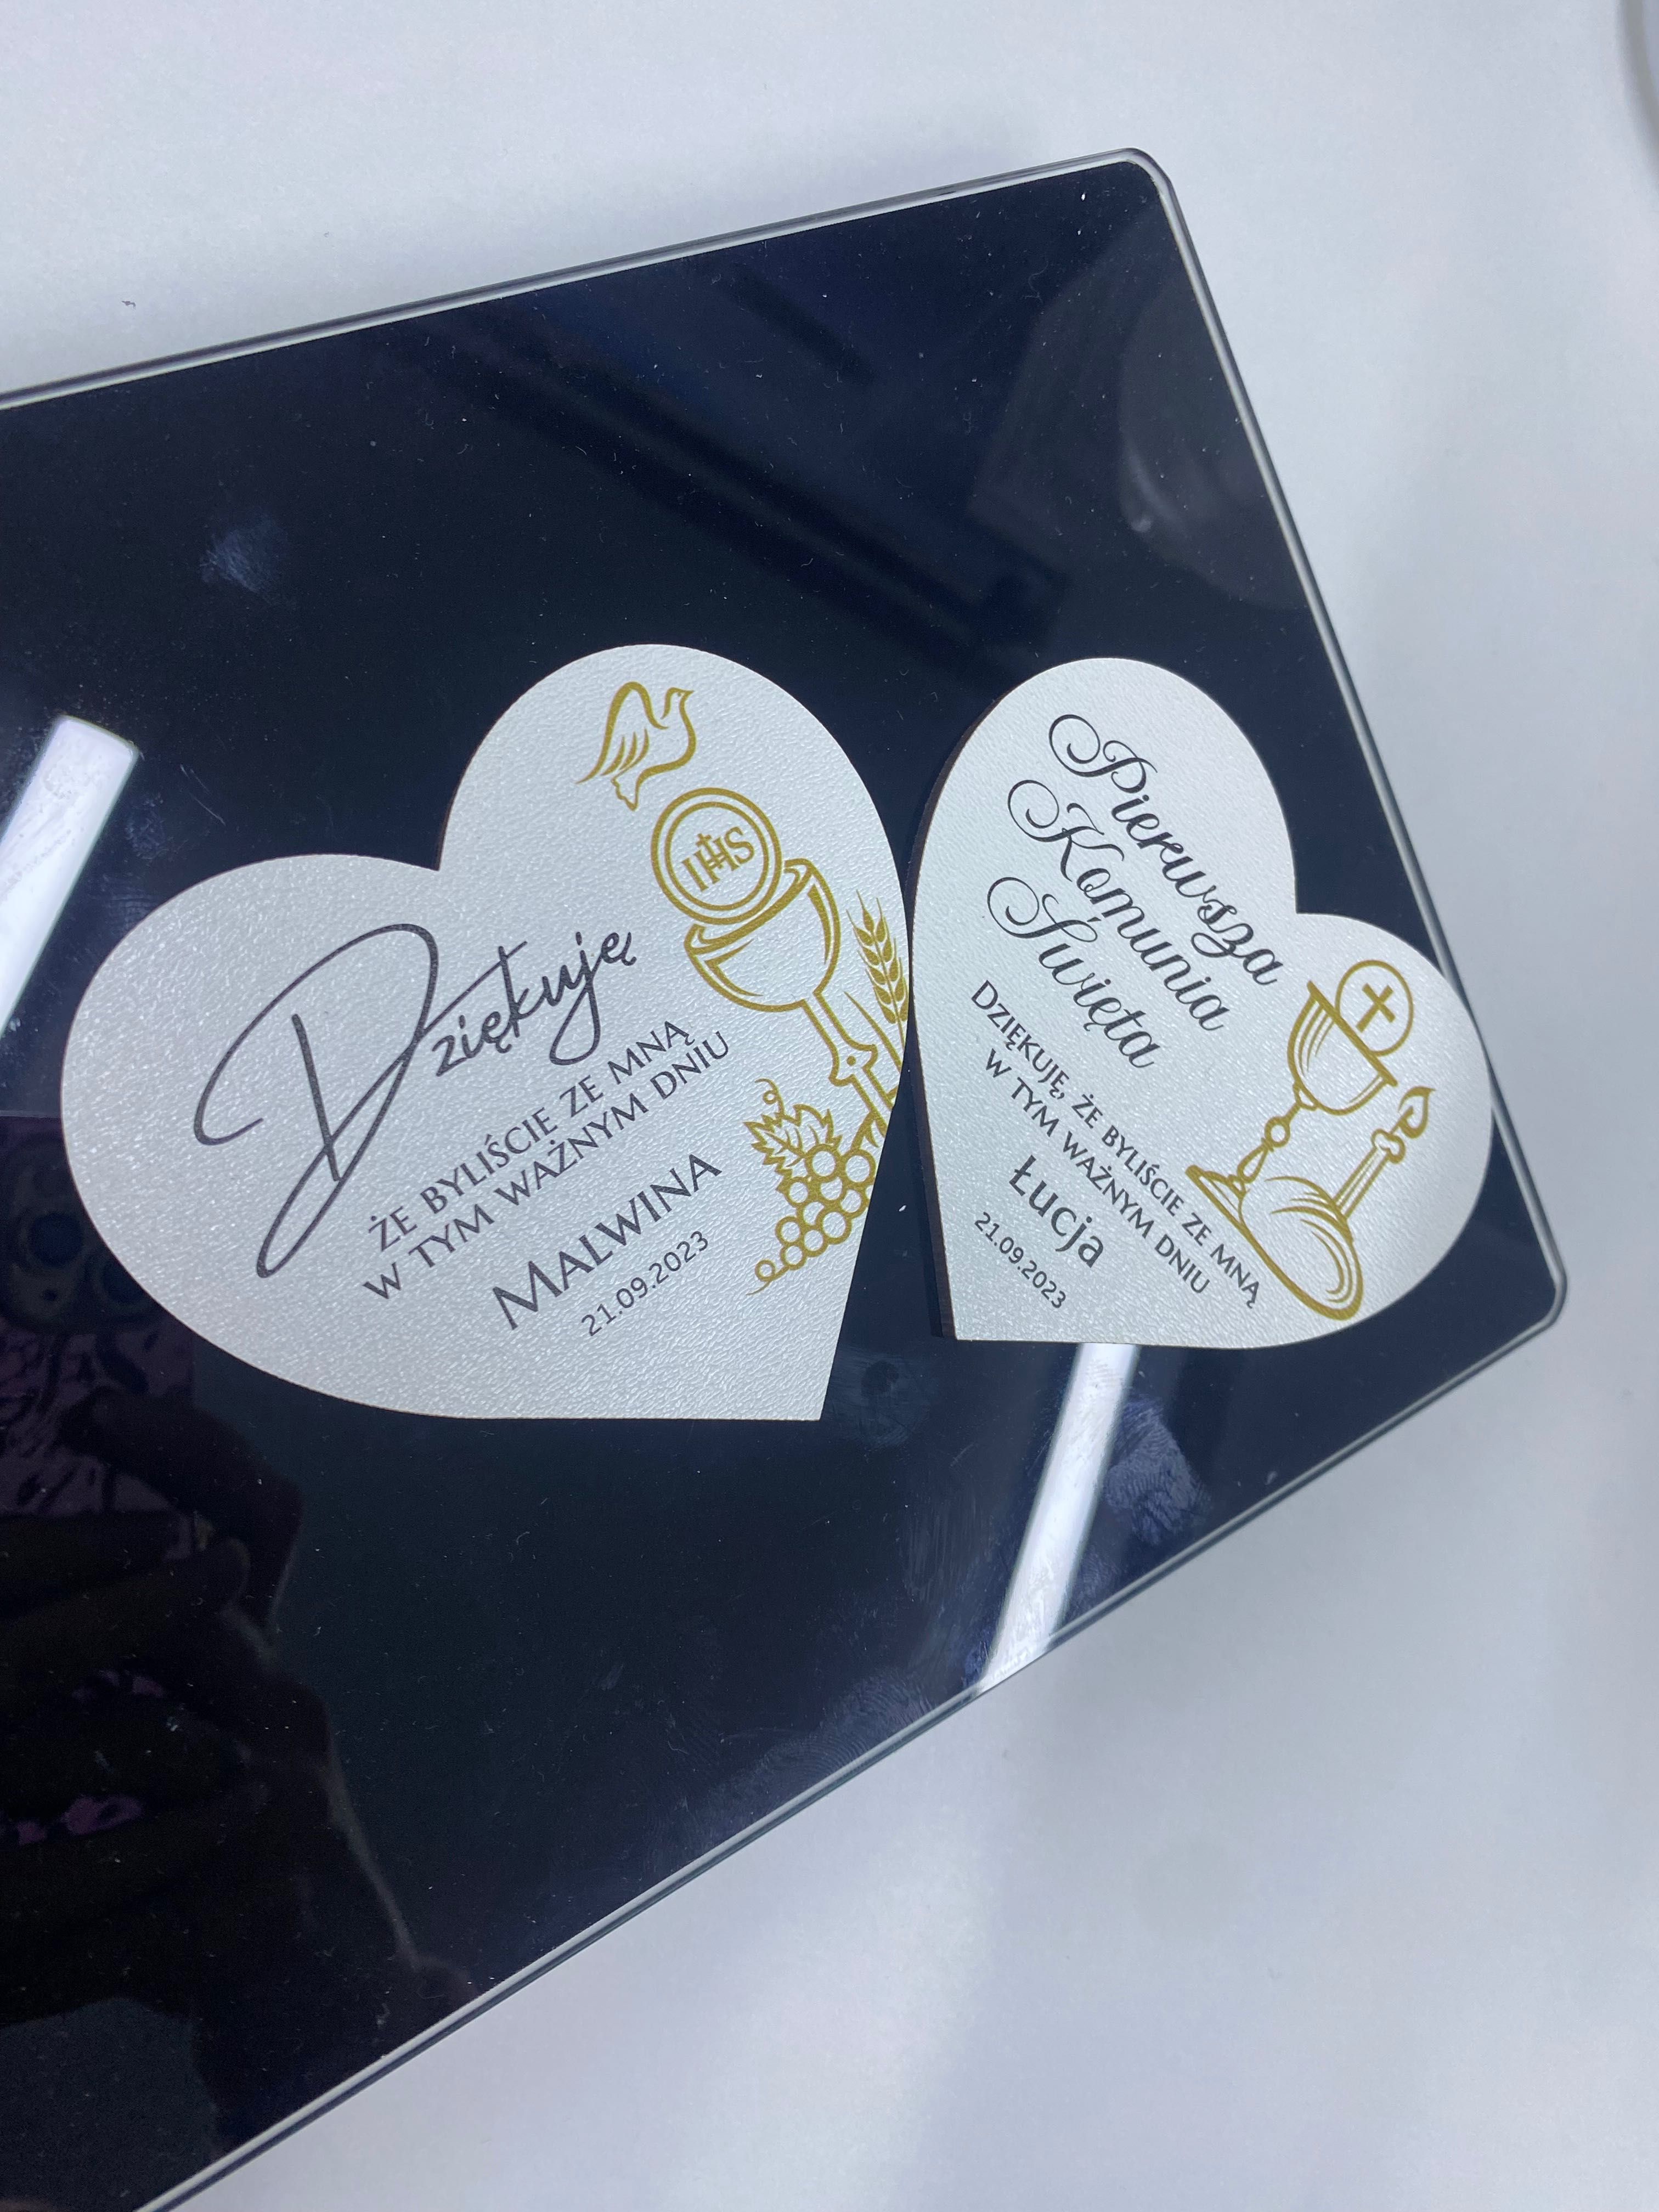 IHS
Dziękuję
ŻE BYLIŚCIE ZE MNĄ
W TYM WAŻNYM DNIU
MALWINA
21.09.2023
Pierwsza
Komunia
Święta
DZIĘKUJĘ, ŻE BYLIŚCIE ZE MNĄ
W TYM WAŻNYM DNIU
Łucja
21.09.2023